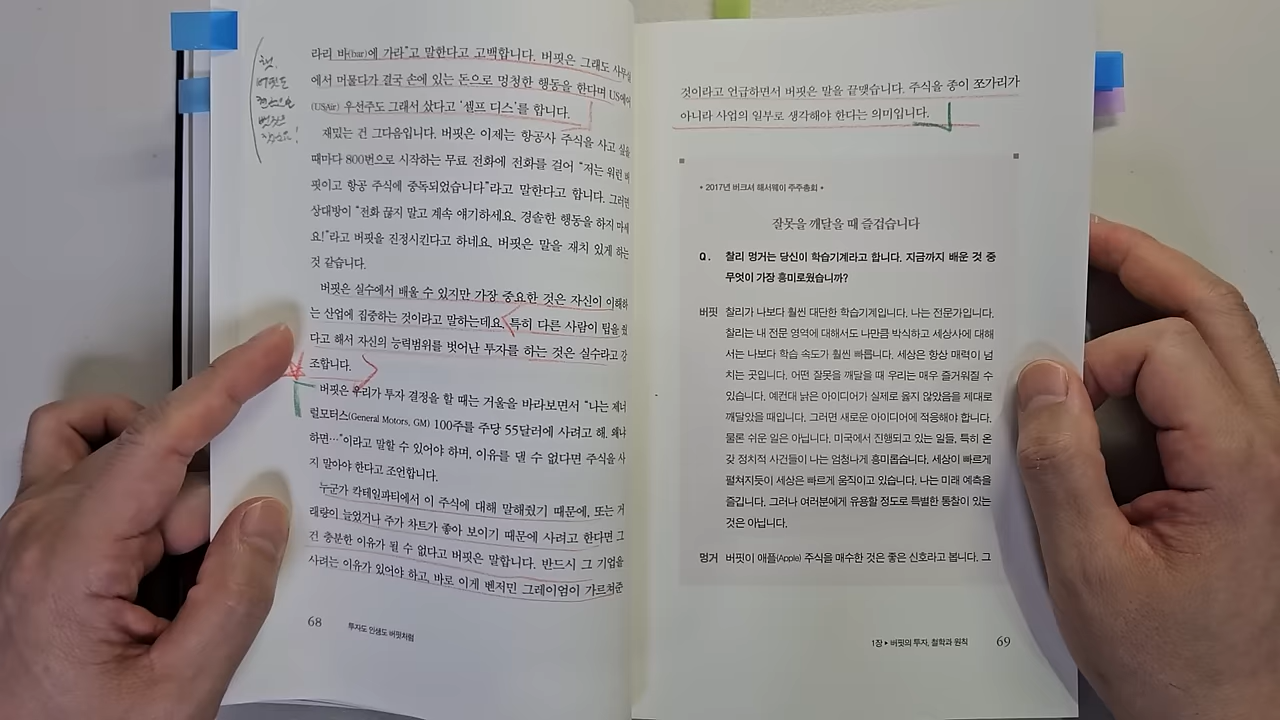 헉,
버핏도
라리 바(bar)에 가라"고 말한다고 고백합니다. 버핏은 그래도 사무실
에서 머물다가 결국 손에 있는 돈으로 멍청한 행동을 한다며 US에어
(USAir) 우선주도 그래서 샀다고 '셀프 디스'를 합니다.
재밌는 건 그다음입니다. 버핏은 이제는 항공사 주식을 사고 싶을
때마다 800번으로 시작하는 무료 전화에 전화를 걸어 "저는 워런 버
핏이고 항공 주식에 중독되었습니다"라고 말한다고 합니다. 그러면
상대방이 "전화 끊지 말고 계속 얘기하세요. 경솔한 행동을 하지 마세
요!"라고 버핏을 진정시킨다고 하네요. 버핏은 말을 재치 있게 하는
것 같습니다.
버핏은 실수에서 배울 수 있지만 가장 중요한 것은 자신이 이해하
는 산업에 집중하는 것이라고 말하는데요. 특히 다른 사람이 팁을 줬
다고 해서 자신의 능력범위를 벗어난 투자를 하는 것은 실수라고 강
조합니다.
버핏은 우리가 투자 결정을 할 때는 거울을 바라보면서 "나는 제너
럴모터스(General Motors, GM) 100주를 주당 55달러에 사려고 해. 왜냐
하면…"이라고 말할 수 있어야 하며, 이유를 댈 수 없다면 주식을 사
지 말아야 한다고 조언합니다.
누군가 칵테일파티에서 이 주식에 대해 말해줬기 때문에, 또는 거
래량이 늘었거나 주가 차트가 좋아 보이기 때문에 사려고 한다면 그
건 충분한 이유가 될 수 없다고 버핏은 말합니다. 반드시 그 기업을
사려는 이유가 있어야 하고, 바로 이게 벤저민 그레이엄이 가르쳐준
68 투자도 인생도 버핏처럼
것이라고 언급하면서 버핏은 말을 끝맺습니다. 주식을 종이 쪼가리가
아니라 사업의 일부로 생각해야 한다는 의미입니다.
• 2017년 버크셔 해서웨이 주주총회 •
잘못을 깨달을 때 즐겁습니다
Q. 찰리 멍거는 당신이 학습기계라고 합니다. 지금까지 배운 것 중
무엇이 가장 흥미로웠습니까?
버핏 찰리가 나보다 훨씬 대단한 학습기계입니다. 나는 전문가입니다.
찰리는 내 전문 영역에 대해서도 나만큼 박식하고 세상사에 대해
서는 나보다 학습 속도가 훨씬 빠릅니다. 세상은 항상 매력이 넘
치는 곳입니다. 어떤 잘못을 깨달을 때 우리는 매우 즐거워질 수
있습니다. 예컨대 낡은 아이디어가 실제로 옳지 않았음을 제대로
깨달았을 때입니다. 그러면 새로운 아이디어에 적응해야 합니다.
물론 쉬운 일은 아닙니다. 미국에서 진행되고 있는 일들, 특히 온
갖 정치적 사건들이 나는 엄청나게 흥미롭습니다. 세상이 빠르게
펼쳐지듯이 세상은 빠르게 움직이고 있습니다. 나는 미래 예측을
즐깁니다. 그러나 여러분에게 유용할 정도로 특별한 통찰이 있는
것은 아닙니다.
멍거 버핏이 애플(Apple) 주식을 매수한 것은 좋은 신호라고 봅니다. 그
1장 ▸ 버핏의 투자, 철학과 원칙 69